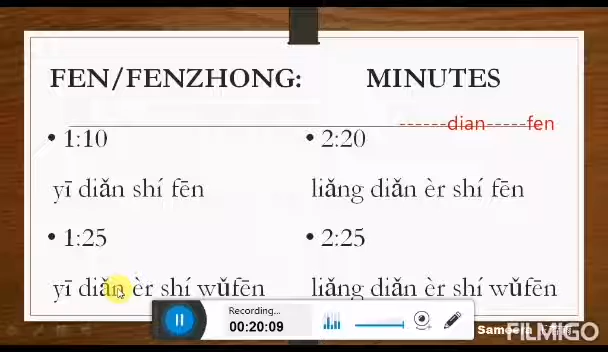 FEN/FENZHONG: MINUTES
------dian-----fen
• 1:10
• 2:20
yī diǎn shí fēn
liǎng diǎn èr shí fēn
• 1:25
• 2:25
yī diǎn èr shí wǔfēn
liǎng diǎn èr shí wǔfēn
Recording...
00:20:09
Sameera
FILMIGO